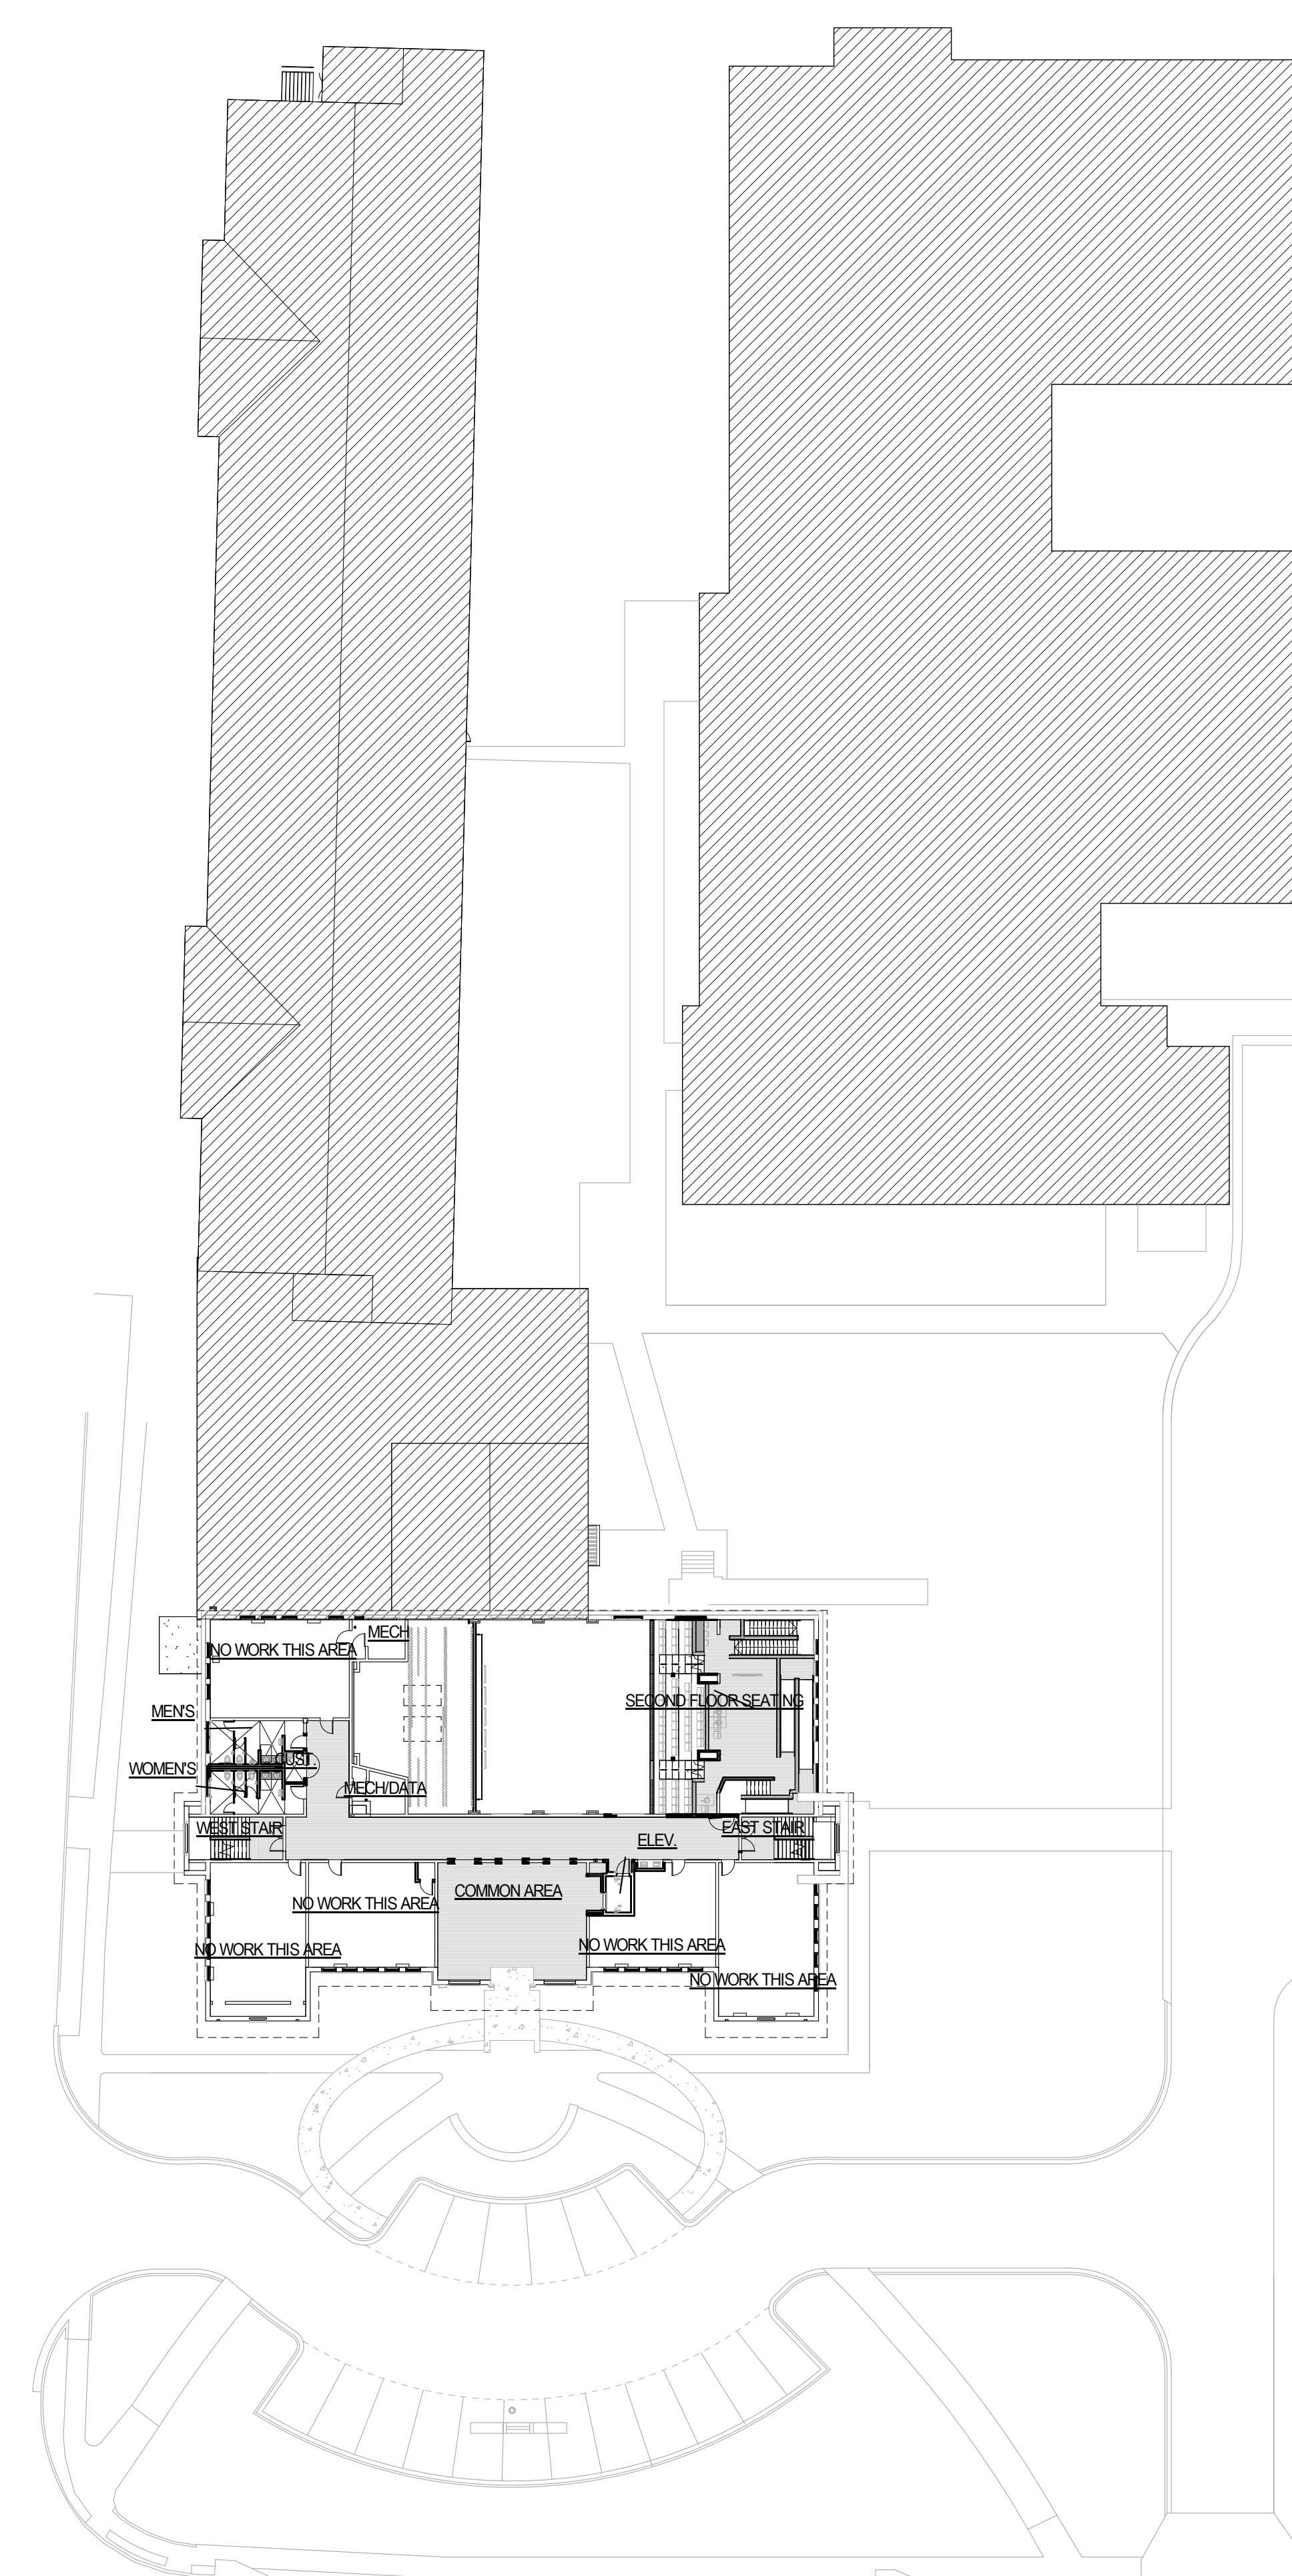 MECH
NO WORK THIS AREA
SECOND FLOOR SEATING
MEN'S
CUST.
WOMEN'S
MECH/DATA
WEST STAIR
EAST STAIR
ELEV.
COMMON AREA
NO WORK THIS AREA
NO WORK THIS AREA
NO WORK THIS AREA
NO WORK THIS AREA